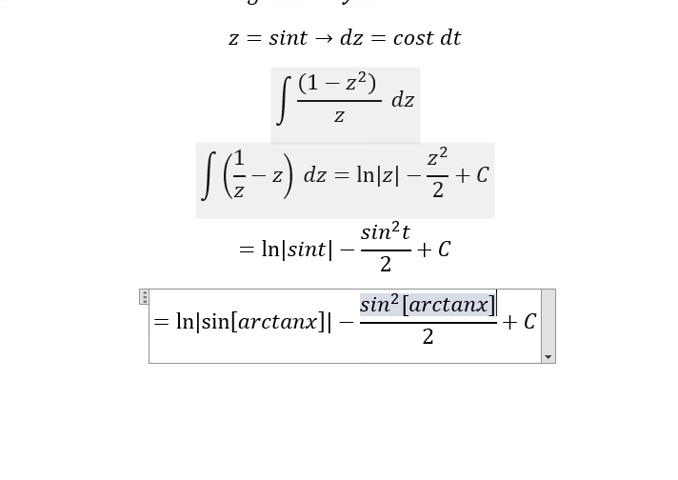 z = sint → dz = cost dt
∫ (1 − z²)/z dz
∫ (1/z − z) dz = ln|z| − z²/2 + C
= ln|sint| − sin²t/2 + C
= ln|sin[arctanx]| − sin²[arctanx]/2 + C